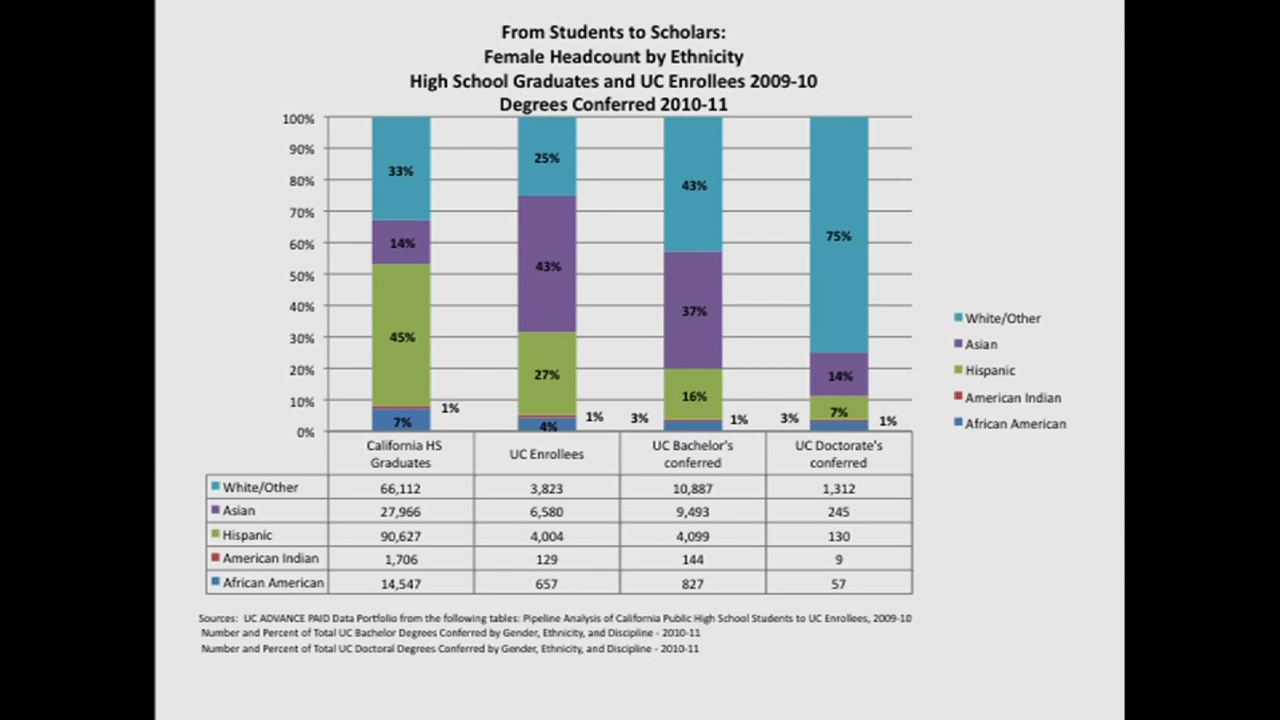 From Students to Scholars:
Female Headcount by Ethnicity
High School Graduates and UC Enrollees 2009-10
Degrees Conferred 2010-11
100%
90%
80%
70%
60%
50%
40%
30%
20%
10%
0%
33%
14%
45%
1%
7%
25%
43%
27%
1%
4%
43%
37%
16%
3%
1%
75%
14%
7%
3%
1%
White/Other
Asian
Hispanic
American Indian
African American
California HS
Graduates
UC Enrollees
UC Bachelor's
conferred
UC Doctorate's
conferred
White/Other 66,112 3,823 10,887 1,312
Asian 27,966 6,580 9,493 245
Hispanic 90,627 4,004 4,099 130
American Indian 1,706 129 144 9
African American 14,547 657 827 57
Sources: UC ADVANCE PAID Data Portfolio from the following tables: Pipeline Analysis of California Public High School Students to UC Enrollees, 2009-10
Number and Percent of Total UC Bachelor Degrees Conferred by Gender, Ethnicity, and Discipline - 2010-11
Number and Percent of Total UC Doctoral Degrees Conferred by Gender, Ethnicity, and Discipline - 2010-11